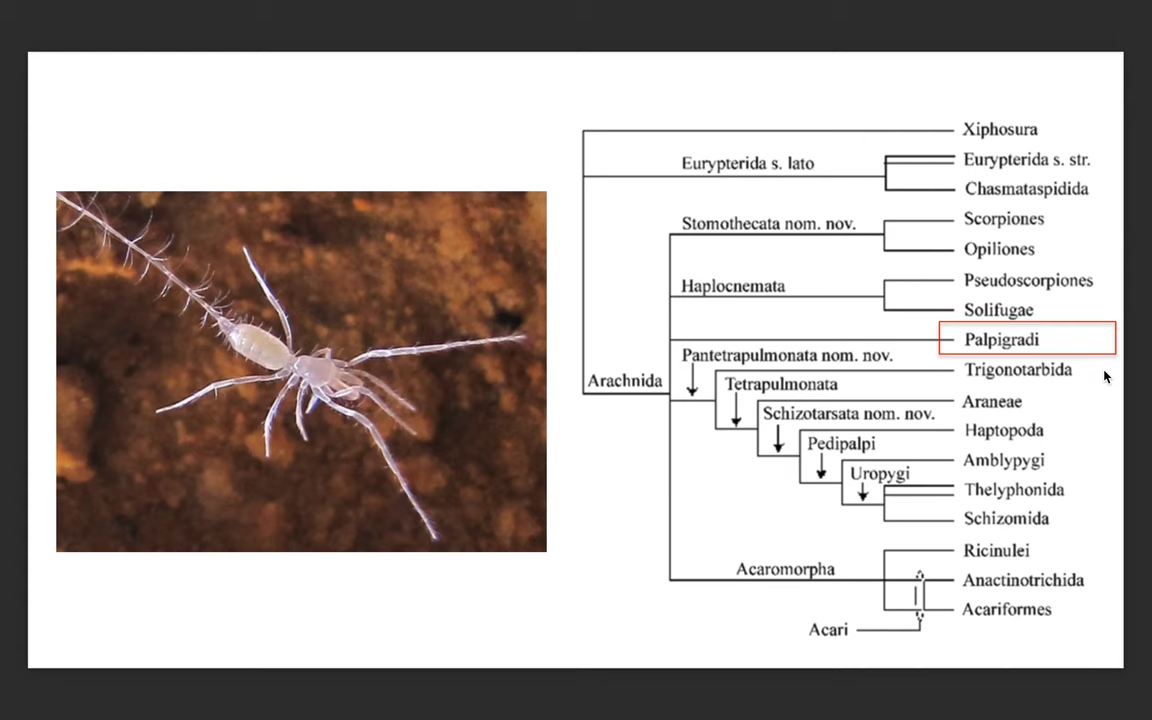 Xiphosura
Eurypterida s. lato
Eurypterida s. str.
Chasmataspidida
Stomothecata nom. nov.
Scorpiones
Opiliones
Haplocnemata
Pseudoscorpiones
Solifugae
Palpigradi
Pantetrapulmonata nom. nov.
Trigonotarbida
Arachnida
Tetrapulmonata
Araneae
Schizotarsata nom. nov.
Haptopoda
Pedipalpi
Amblypygi
Uropygi
Thelyphonida
Schizomida
Ricinulei
Acaromorpha
Anactinotrichida
Acariformes
Acari